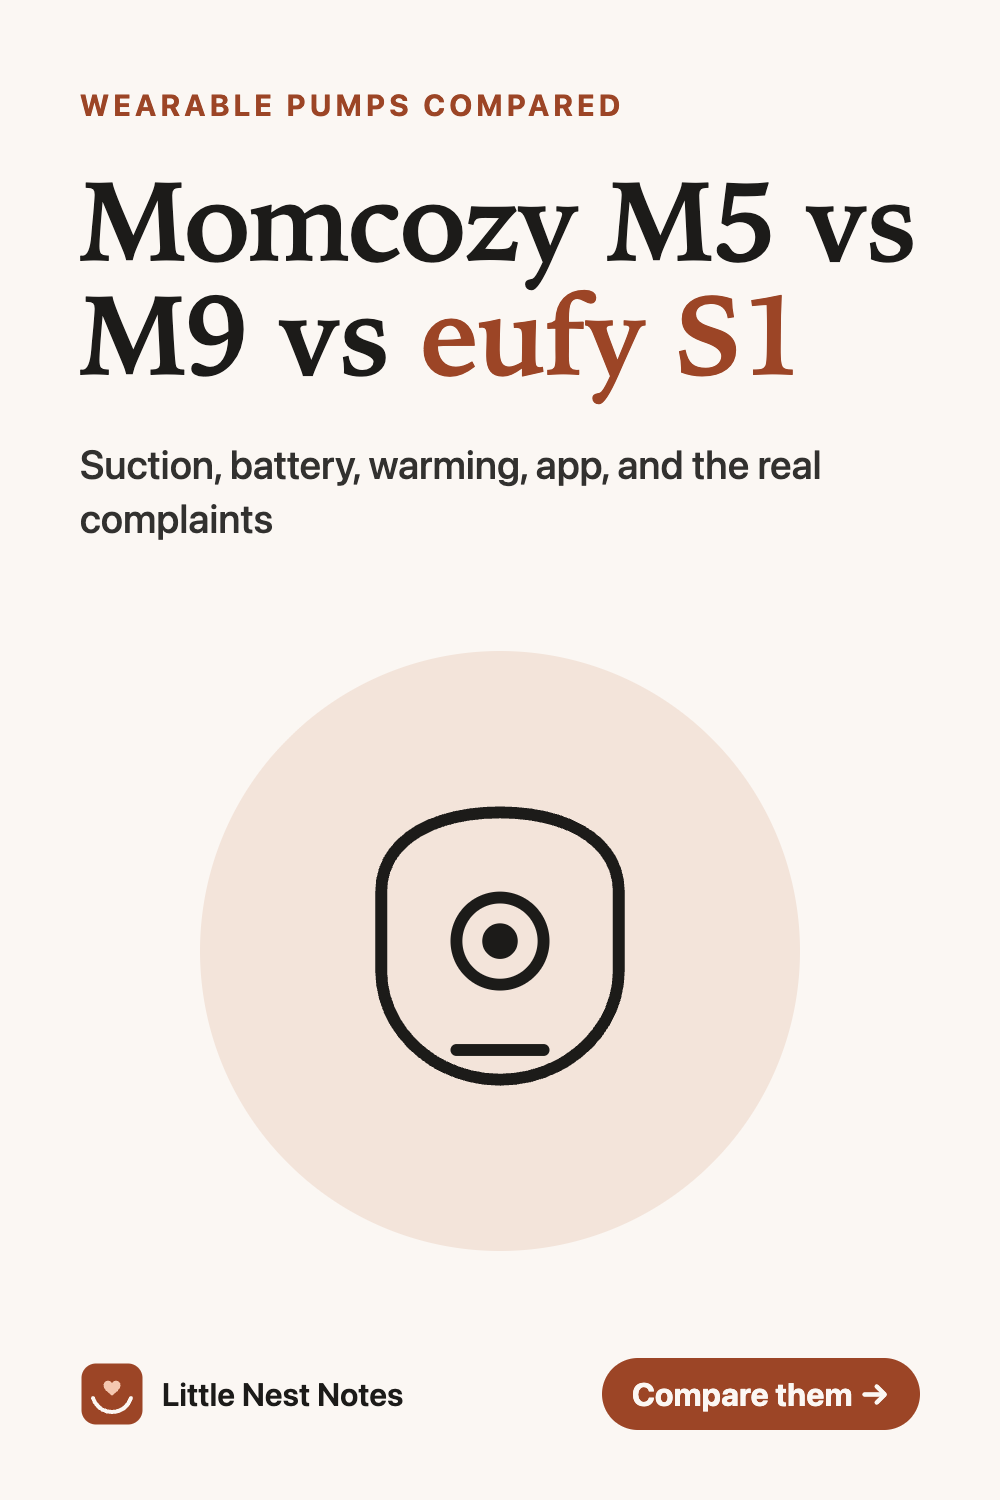 WEARABLE PUMPS COMPARED
Momcozy M5 vs
M9 vs eufy S1
Suction, battery, warming, app, and the real
complaints
Little Nest Notes
Compare them →